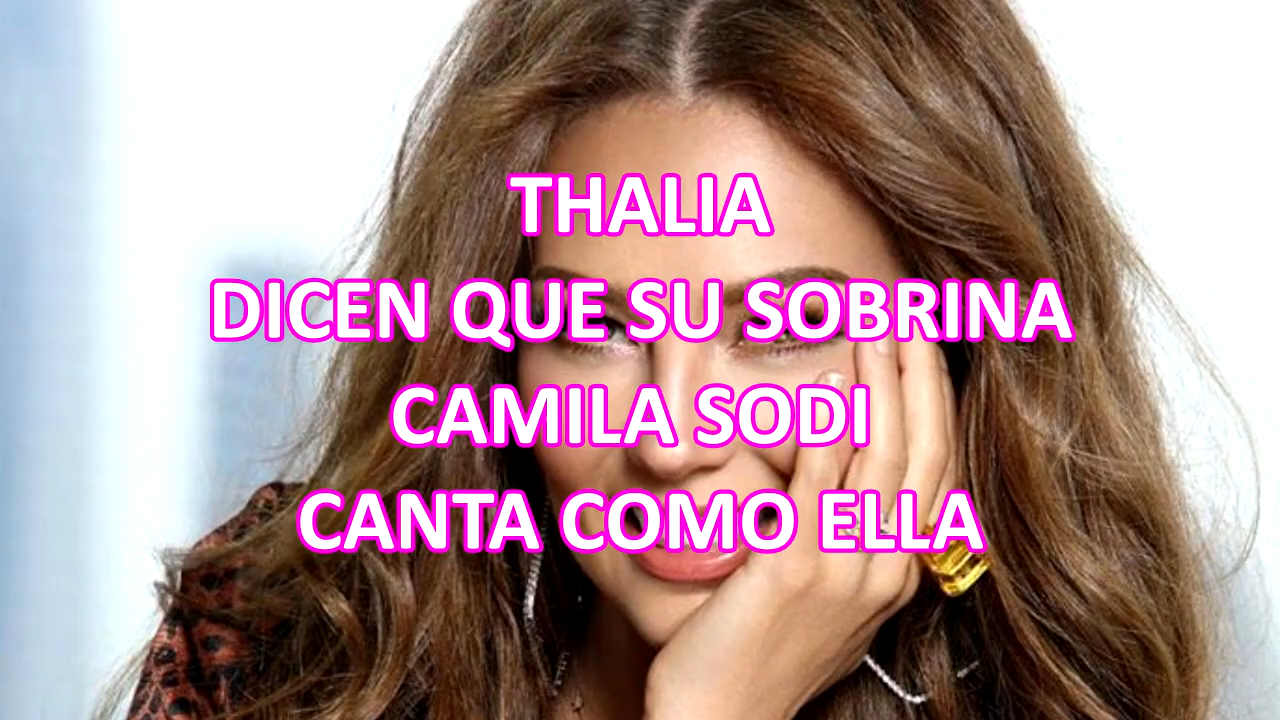 THALIA
DICEN QUE SU SOBRINA
CAMILA SODI
CANTA COMO ELLA